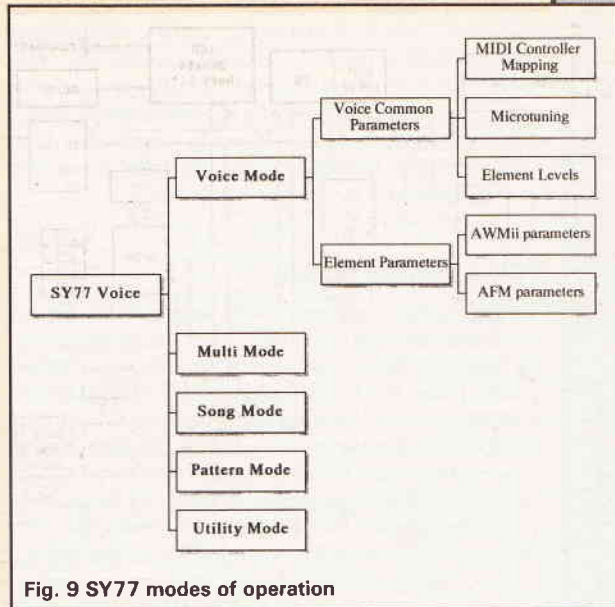 MIDI Controller
Mapping
Voice Common
Parameters
Microtuning
Voice Mode
Element Levels
AWMii parameters
Element Parameters
SY77 Voice
AFM parameters
Multi Mode
Song Mode
Pattern Mode
Utility Mode
Fig. 9 SY77 modes of operation